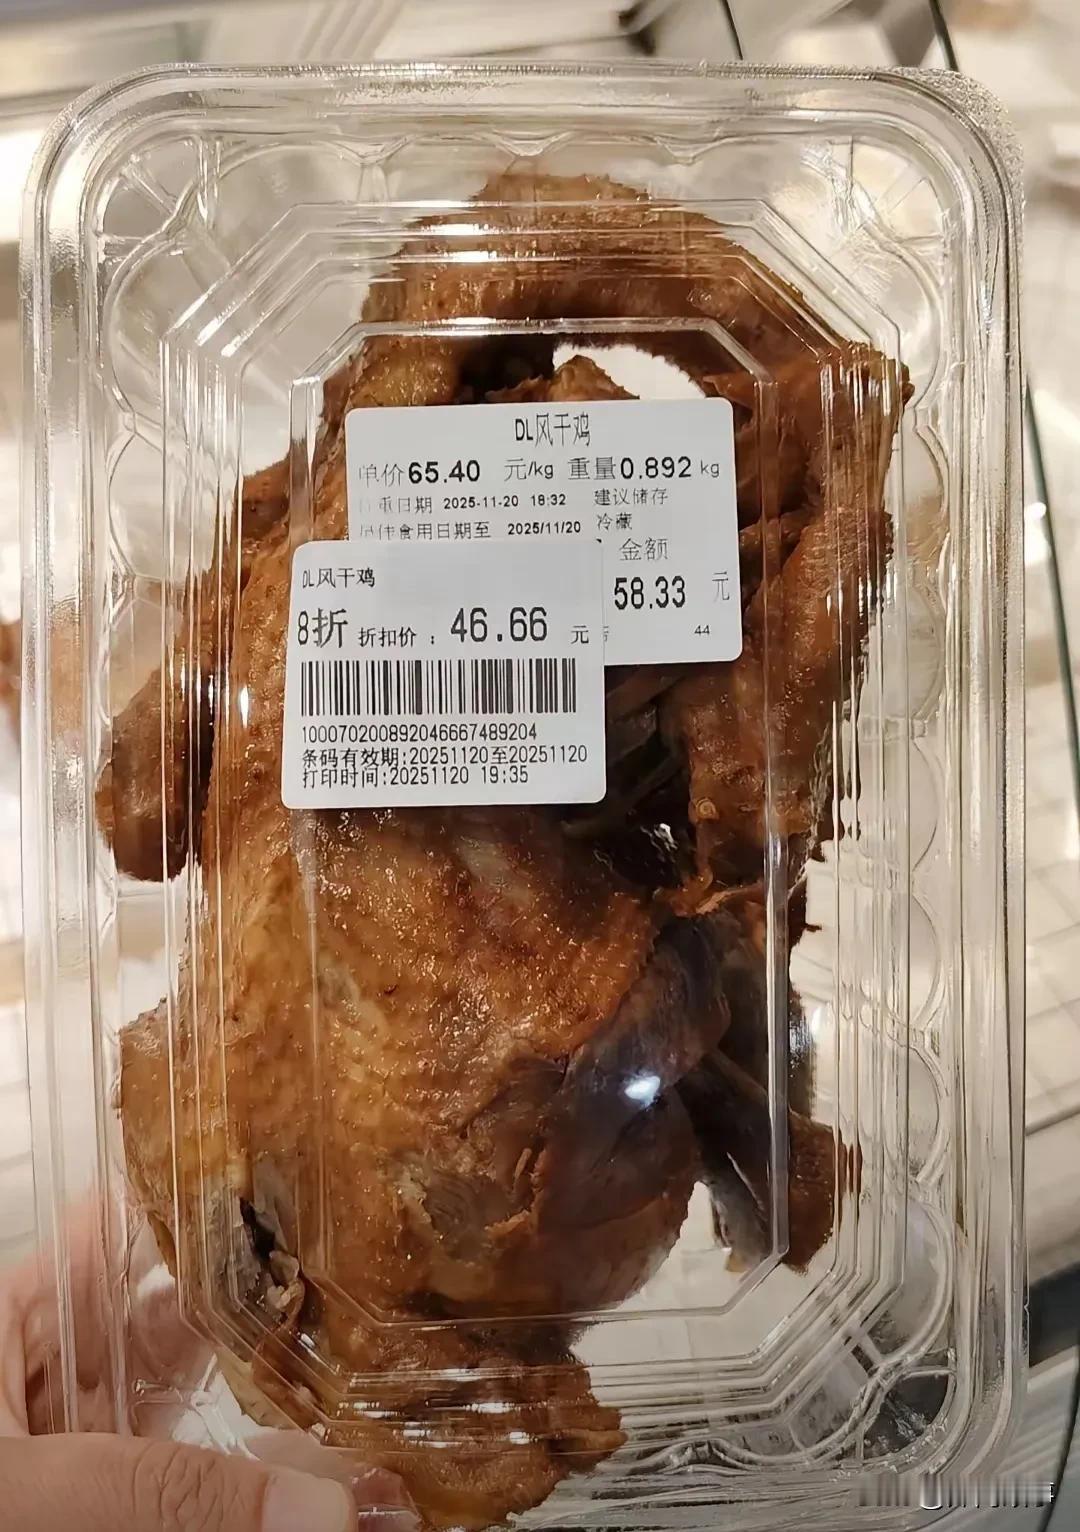 DL风干鸡
单价65.40 元/kg 重量0.892 kg
重日期 2025-11-20 18:32 建议储存
最佳食用日期至 2025/11/20 冷藏
金额
58.33 元
44
DL风干鸡
8折 折扣价:46.66 元
100070200892046667489204
条码有效期:20251120至20251120
打印时间:20251120 19:35